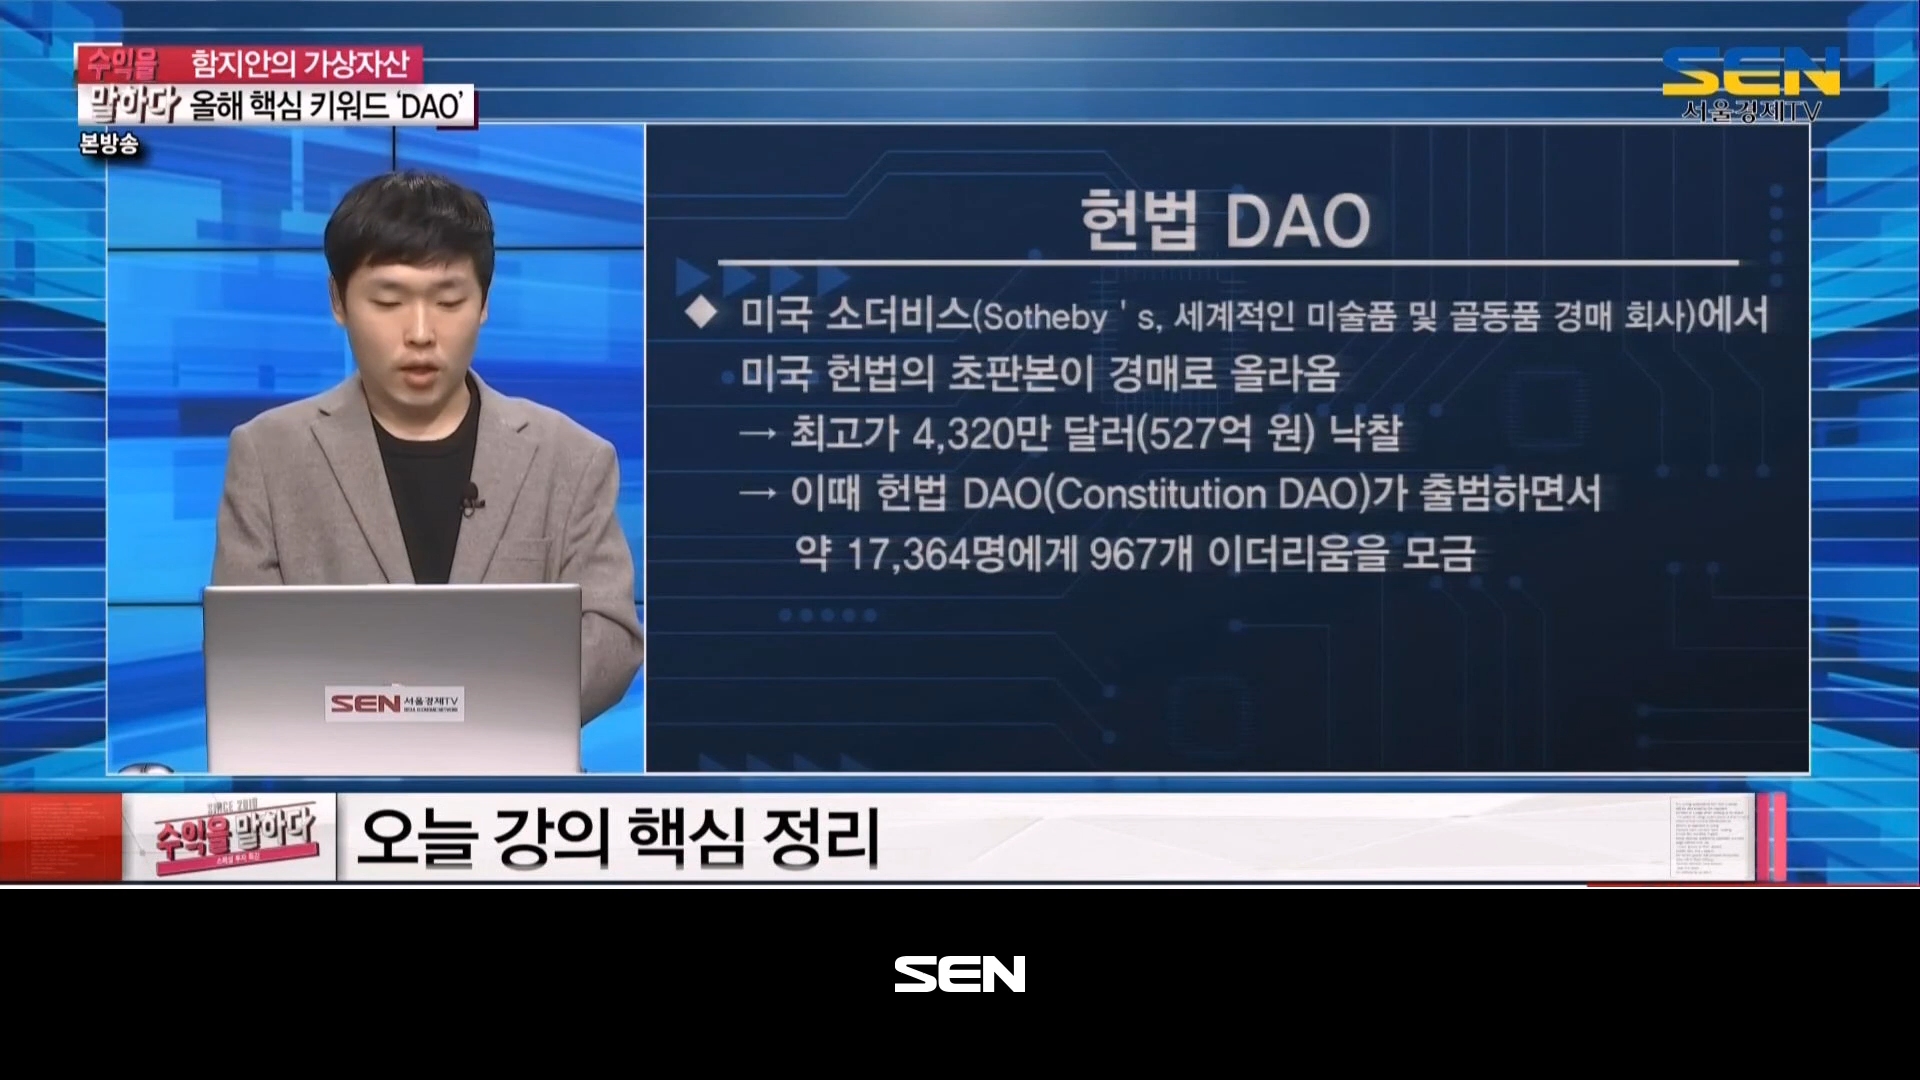 수익을 말하다
함지안의 가상자산
올해 핵심 키워드 ‘DAO’
본방송
SEN
서울경제TV
헌법 DAO
◆ 미국 소더비스(Sotheby's, 세계적인 미술품 및 골동품 경매 회사)에서
미국 헌법의 초판본이 경매로 올라옴
→ 최고가 4,320만 달러(527억 원) 낙찰
→ 이때 헌법 DAO(Constitution DAO)가 출범하면서
약 17,364명에게 967개 이더리움을 모금
SEN 서울경제TV
SINCE 2010
수익을 말하다
오늘 강의 핵심 정리
SEN